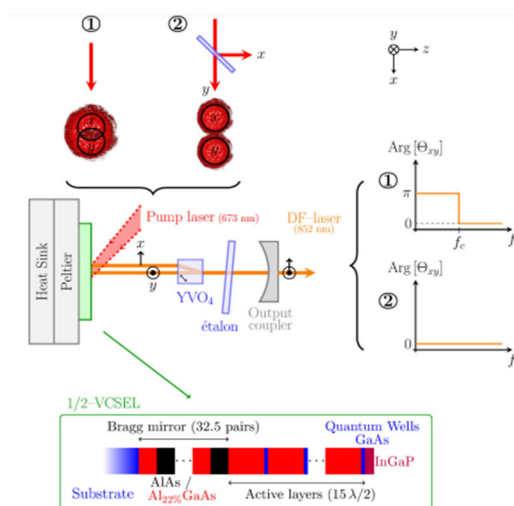 ① ②
x
y
y
z
x
x
y
x
y
Pump laser (673 nm)
DF–laser
(852 nm)
x
y
YVO₄
étalon
Output
coupler
Heat Sink
Peltier
①
Arg [Θxy]
π
0
fc
f
②
Arg [Θxy]
0
f
1/2–VCSEL
Bragg mirror (32.5 pairs)
Quantum Wells
GaAs
InGaP
AlAs /
Al22%GaAs
Substrate
Active layers (15 λ/2)